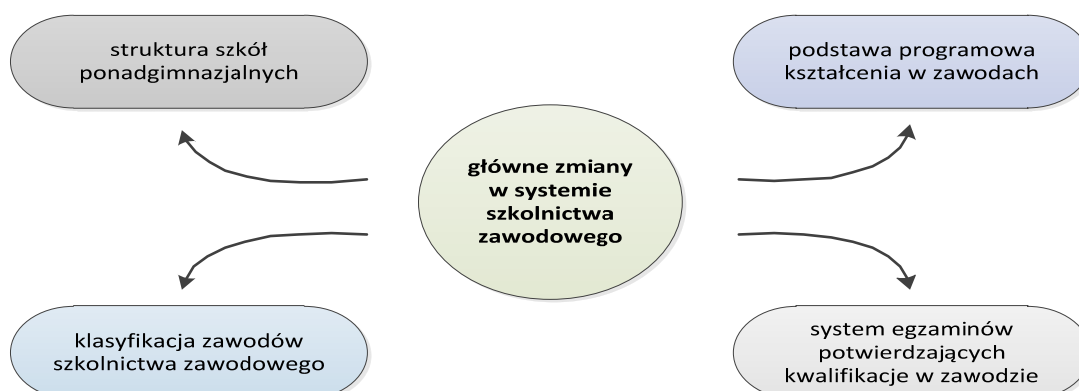 struktura szkół
ponadgimnazjalnych
podstawa programowa
kształcenia w zawodach
główne zmiany
w systemie
szkolnictwa
zawodowego
klasyfikacja zawodów
szkolnictwa zawodowego
system egzaminów
potwierdzających
kwalifikacje w zawodzie